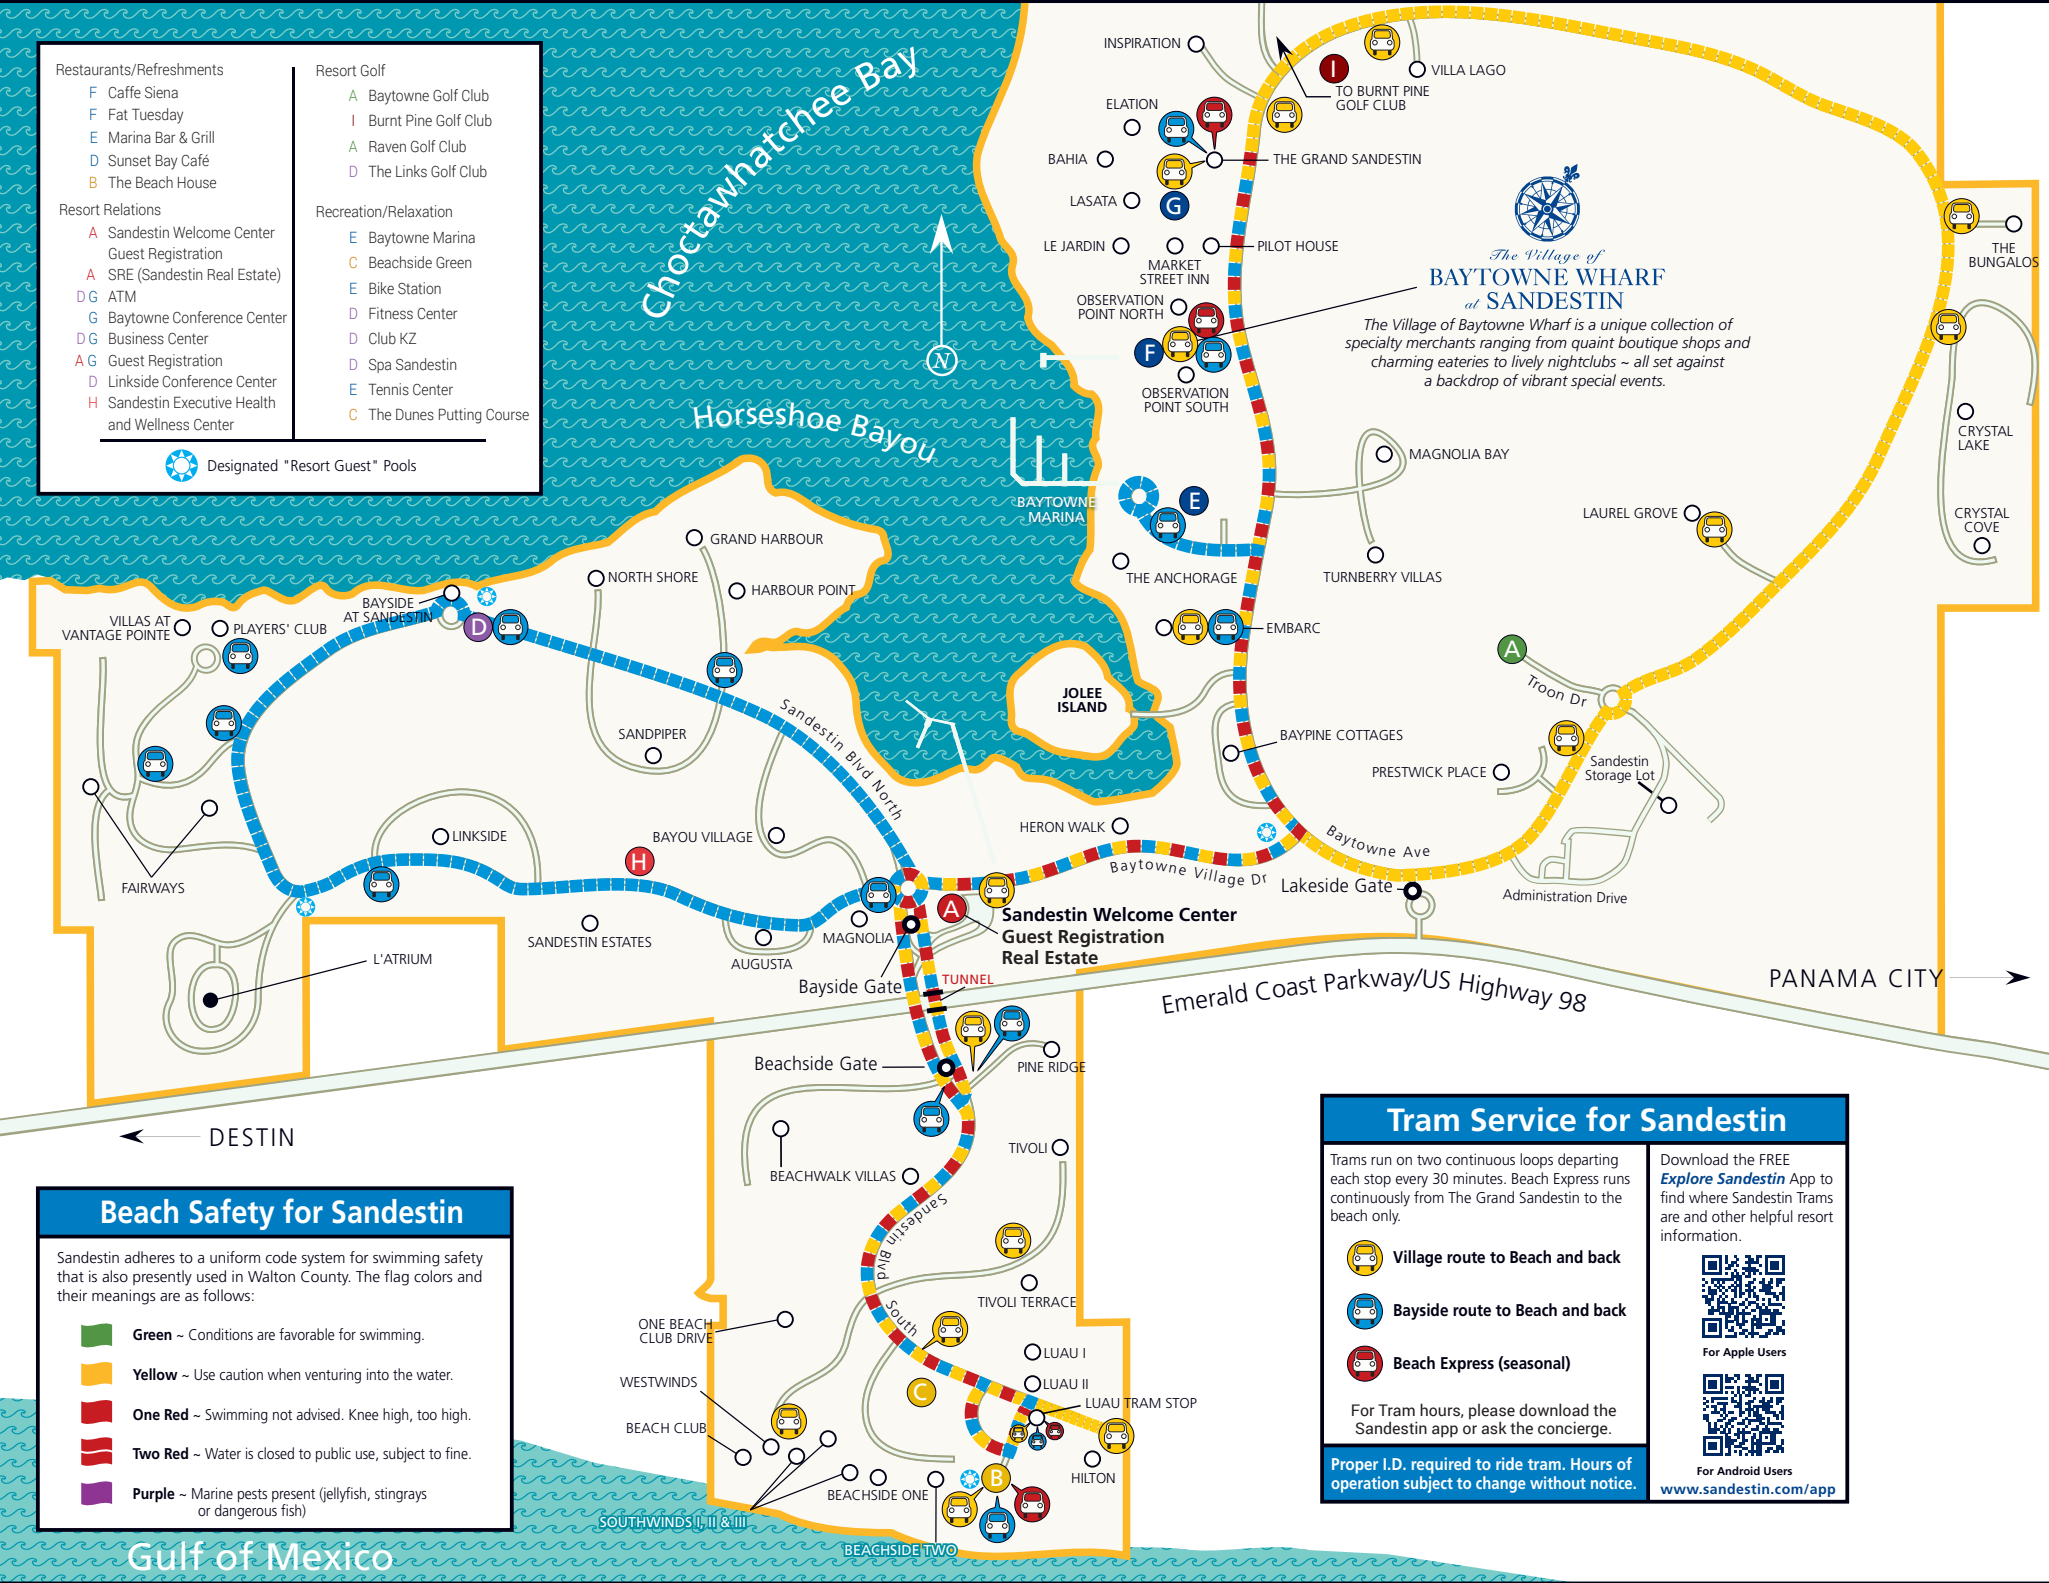 Restaurants/Refreshments
F Caffe Siena
F Fat Tuesday
E Marina Bar & Grill
D Sunset Bay Café
B The Beach House
Resort Relations
A Sandestin Welcome Center
Guest Registration
A SRE (Sandestin Real Estate)
D G ATM
G Baytowne Conference Center
D G Business Center
A G Guest Registration
D Linkside Conference Center
H Sandestin Executive Health
and Wellness Center
Resort Golf
A Baytowne Golf Club
I Burnt Pine Golf Club
A Raven Golf Club
D The Links Golf Club
Recreation/Relaxation
E Baytowne Marina
C Beachside Green
E Bike Station
D Fitness Center
D Club KZ
D Spa Sandestin
E Tennis Center
C The Dunes Putting Course
Designated "Resort Guest" Pools
Choctawhatchee Bay
Horseshoe Bayou
N
INSPIRATION
I
VILLA LAGO
TO BURNT PINE
GOLF CLUB
ELATION
BAHIA
THE GRAND SANDESTIN
LASATA
G
LE JARDIN
MARKET
STREET INN
PILOT HOUSE
OBSERVATION
POINT NORTH
F
OBSERVATION
POINT SOUTH
The Village of
BAYTOWNE WHARF
at SANDESTIN
The Village of Baytowne Wharf is a unique collection of
specialty merchants ranging from quaint boutique shops and
charming eateries to lively nightclubs ~ all set against
a backdrop of vibrant special events.
THE
BUNGALOS
CRYSTAL
LAKE
CRYSTAL
COVE
MAGNOLIA BAY
LAUREL GROVE
TURNBERRY VILLAS
BAYTOWNE
MARINA
E
THE ANCHORAGE
EMBARC
JOLEE
ISLAND
A
Troon Dr
BAYPINE COTTAGES
PRESTWICK PLACE
Sandestin
Storage Lot
GRAND HARBOUR
NORTH SHORE
HARBOUR POINT
BAYSIDE
AT SANDESTIN
D
VILLAS AT
VANTAGE POINTE
PLAYERS' CLUB
SANDPIPER
Sandestin Blvd North
LINKSIDE
BAYOU VILLAGE
H
FAIRWAYS
SANDESTIN ESTATES
AUGUSTA
MAGNOLIA
L'ATRIUM
HERON WALK
Baytowne Village Dr
Baytowne Ave
Lakeside Gate
Administration Drive
A
Sandestin Welcome Center
Guest Registration
Real Estate
Bayside Gate
TUNNEL
Emerald Coast Parkway/US Highway 98
PANAMA CITY
DESTIN
Beachside Gate
PINE RIDGE
TIVOLI
BEACHWALK VILLAS
Sandestin Blvd South
TIVOLI TERRACE
ONE BEACH
CLUB DRIVE
LUAU I
LUAU II
LUAU TRAM STOP
WESTWINDS
C
BEACH CLUB
BEACHSIDE ONE
B
HILTON
SOUTHWINDS I, II & III
BEACHSIDE TWO
Gulf of Mexico
Beach Safety for Sandestin
Sandestin adheres to a uniform code system for swimming safety
that is also presently used in Walton County. The flag colors and
their meanings are as follows:
Green ~ Conditions are favorable for swimming.
Yellow ~ Use caution when venturing into the water.
One Red ~ Swimming not advised. Knee high, too high.
Two Red ~ Water is closed to public use, subject to fine.
Purple ~ Marine pests present (jellyfish, stingrays
or dangerous fish)
Tram Service for Sandestin
Trams run on two continuous loops departing
each stop every 30 minutes. Beach Express runs
continuously from The Grand Sandestin to the
beach only.
Village route to Beach and back
Bayside route to Beach and back
Beach Express (seasonal)
For Tram hours, please download the
Sandestin app or ask the concierge.
Proper I.D. required to ride tram. Hours of
operation subject to change without notice.
Download the FREE
Explore Sandestin App to
find where Sandestin Trams
are and other helpful resort
information.
For Apple Users
For Android Users
www.sandestin.com/app